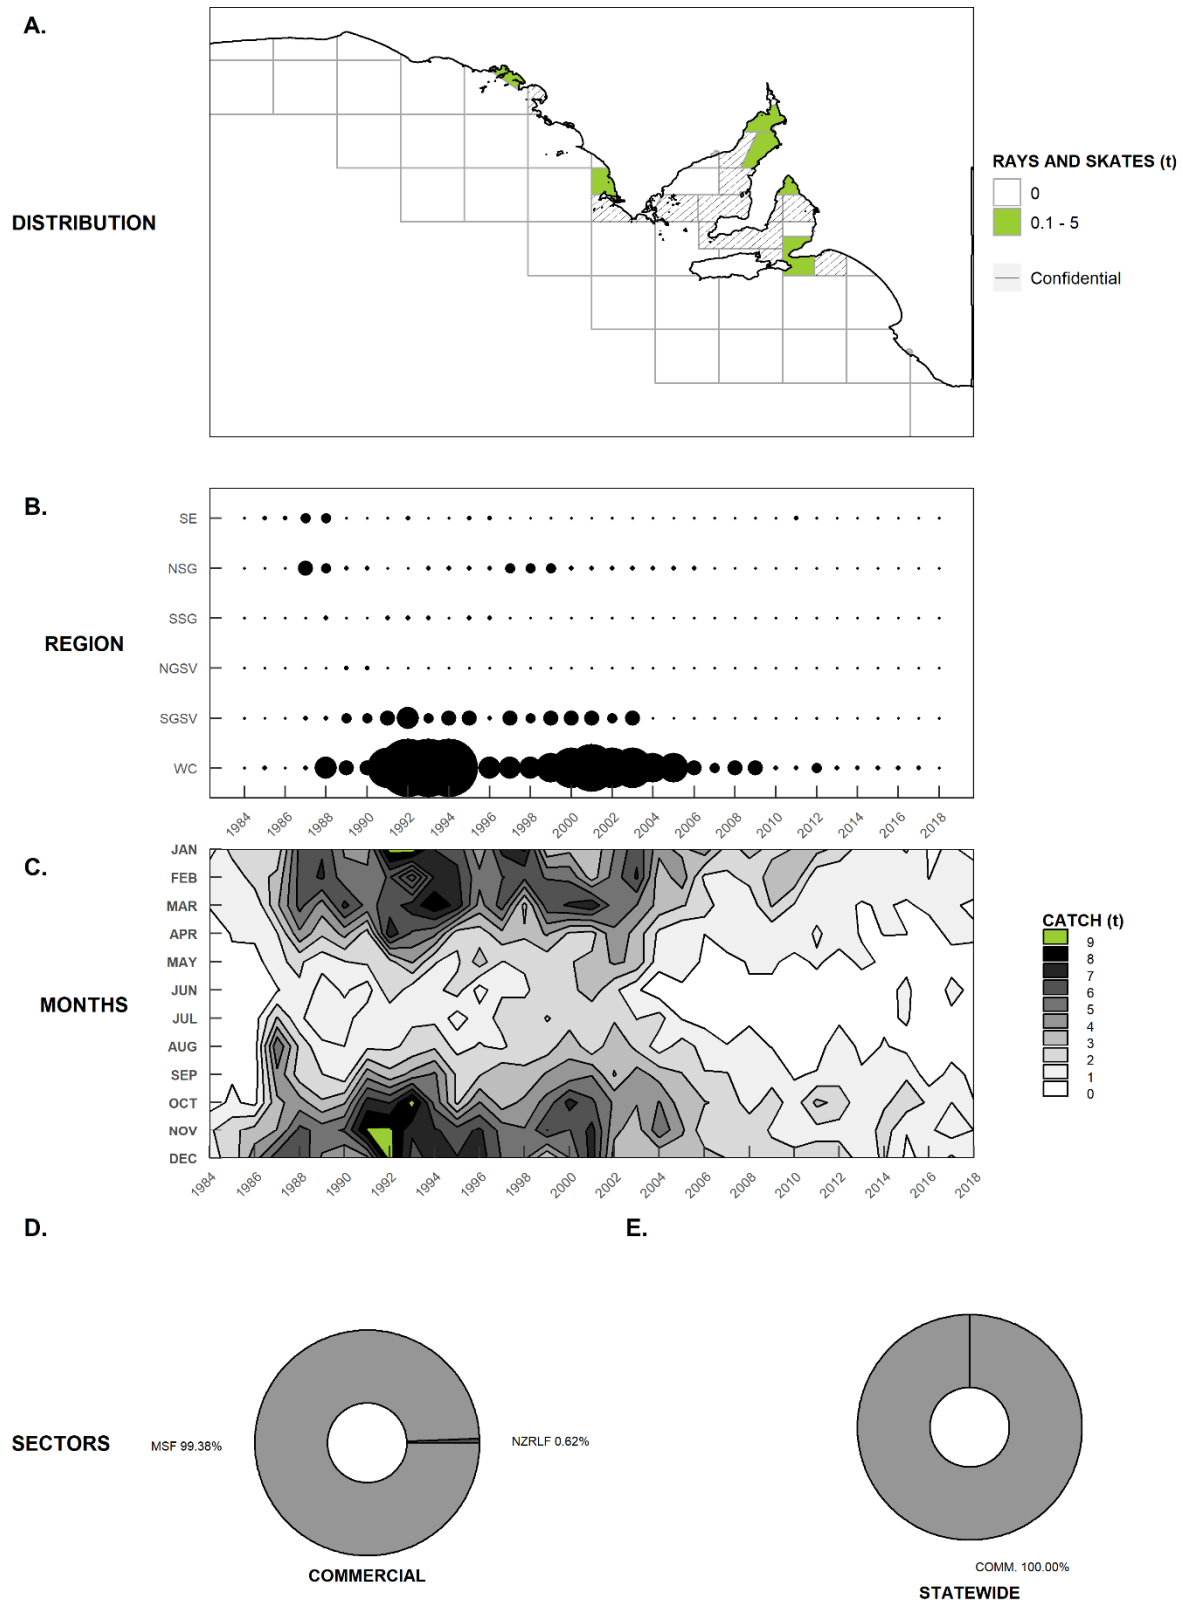 A.
DISTRIBUTION
RAYS AND SKATES (t)
0
0.1 - 5
Confidential
B.
REGION
SE
NSG
SSG
NGSV
SGSV
WC
1984 1986 1988 1990 1992 1994 1996 1998 2000 2002 2004 2006 2008 2010 2012 2014 2016 2018
C.
MONTHS
JAN
FEB
MAR
APR
MAY
JUN
JUL
AUG
SEP
OCT
NOV
DEC
1984 1986 1988 1990 1992 1994 1996 1998 2000 2002 2004 2006 2008 2010 2012 2014 2016 2018
CATCH (t)
9
8
7
6
5
4
3
2
1
0
D.
E.
SECTORS
MSF 99.38%
NZRLF 0.62%
COMMERCIAL
COMM. 100.00%
STATEWIDE